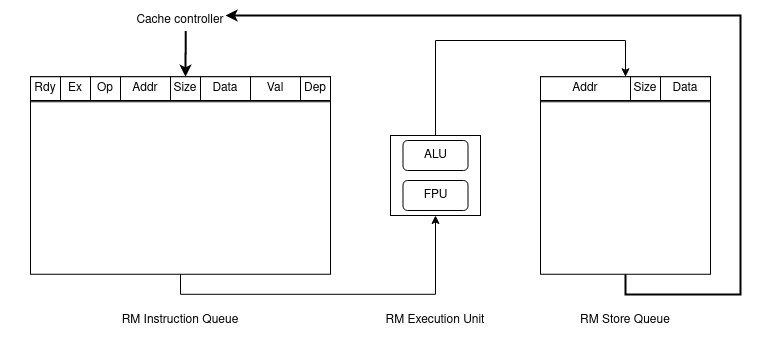 Cache controller
Rdy Ex Op Addr Size Data Val Dep
Addr Size Data
ALU
FPU
RM Instruction Queue
RM Execution Unit
RM Store Queue